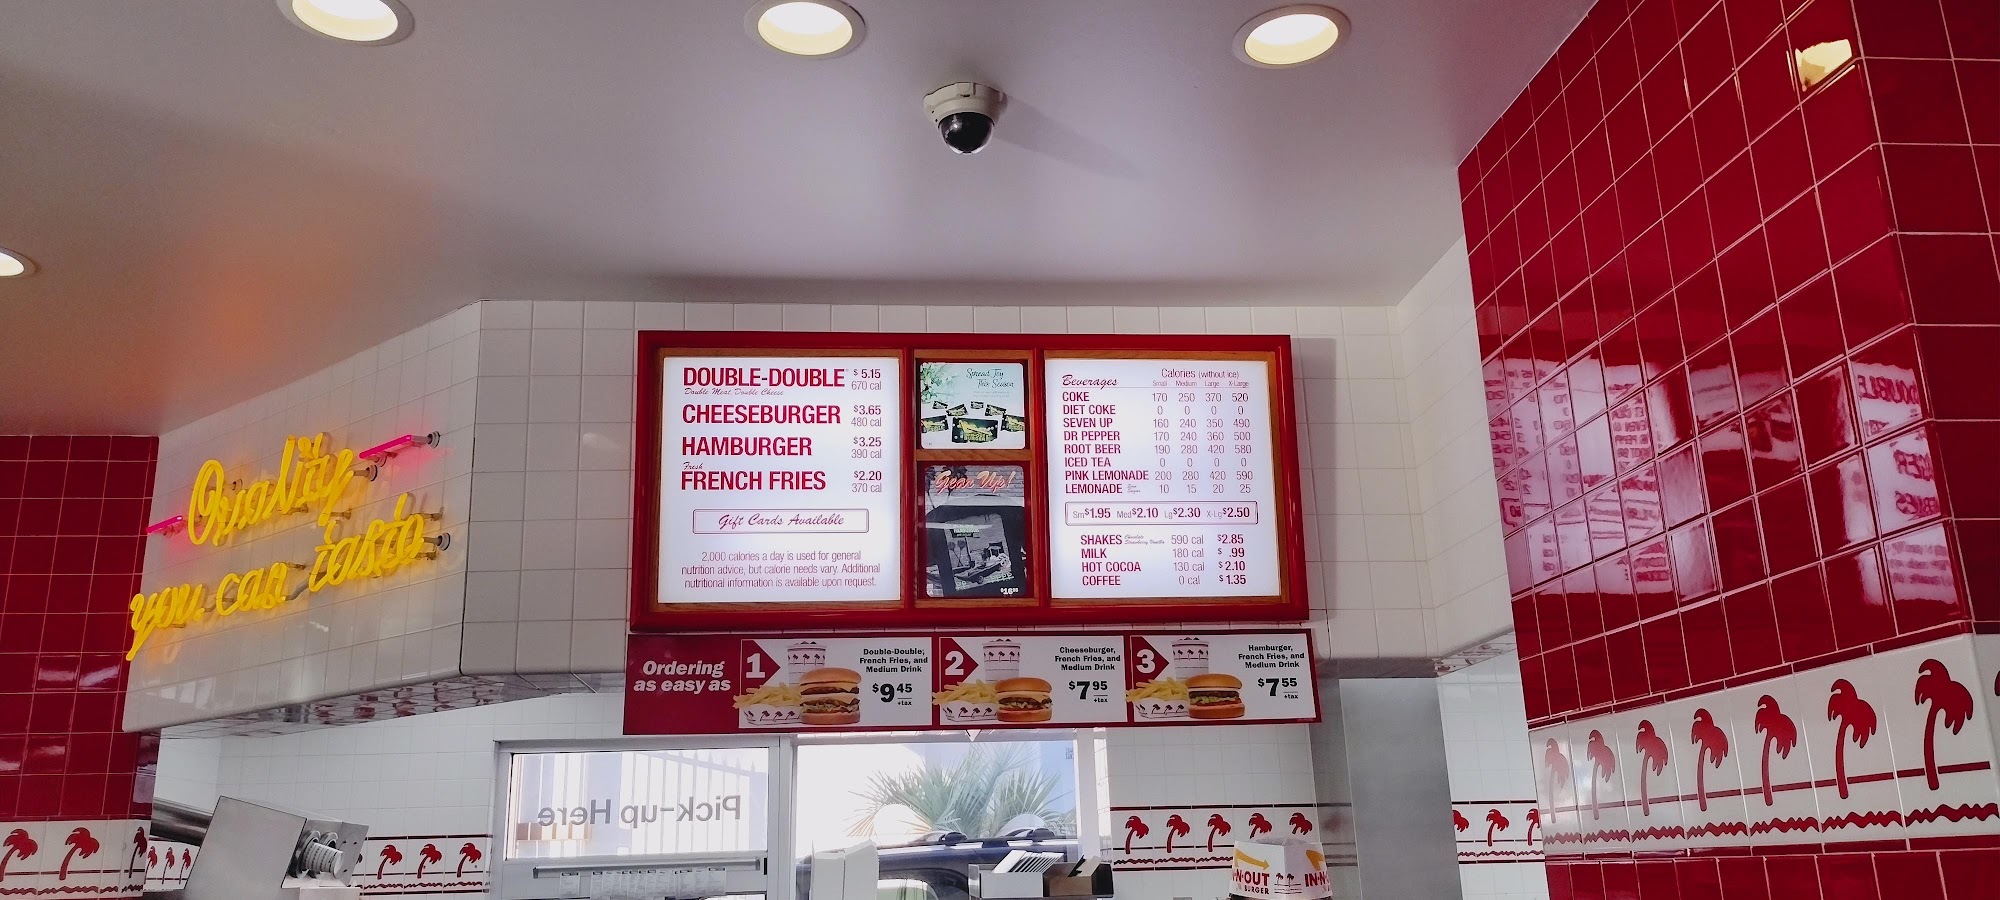 Quality
you can taste
DOUBLE-DOUBLE® $5.15
Double Meat Double Cheese 670 cal
CHEESEBURGER $3.65
480 cal
HAMBURGER $3.25
390 cal
Fresh
FRENCH FRIES $2.20
370 cal
Gift Cards Available
2,000 calories a day is used for general
nutrition advice, but calorie needs vary. Additional
nutritional information is available upon request.
Spread Joy
This Season
Gear Up!
Beverages Calories (without ice)
Small Medium Large X-Large
COKE 170 250 370 520
DIET COKE 0 0 0 0
SEVEN UP 160 240 350 490
DR PEPPER 170 240 360 500
ROOT BEER 190 280 420 580
ICED TEA 0 0 0 0
PINK LEMONADE 200 280 420 590
LEMONADE 10 15 20 25
Sm$1.95 Med$2.10 Lg$2.30 X-Lg$2.50
SHAKES Chocolate Strawberry Vanilla 590 cal $2.85
MILK 180 cal $.99
HOT COCOA 130 cal $2.10
COFFEE 0 cal $1.35
Ordering
as easy as
1
Double-Double,
French Fries, and
Medium Drink
$9 45
+tax
2
Cheeseburger,
French Fries, and
Medium Drink
$7 95
+tax
3
Hamburger,
French Fries, and
Medium Drink
$7 55
+tax
Pick-up Here
IN-N-OUT
BURGER
IN-N